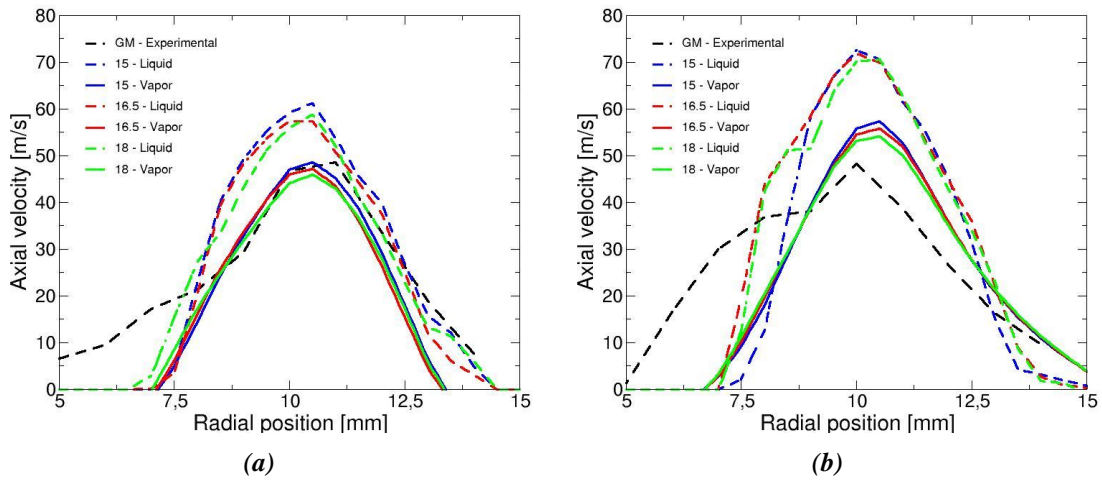 80
70
60
50
40
30
20
10
0
Axial velocity [m/s]
GM - Experimental
15 - Liquid
15 - Vapor
16.5 - Liquid
16.5 - Vapor
18 - Liquid
18 - Vapor
5 7,5 10 12,5 15
Radial position [mm]
(a)
80
70
60
50
40
30
20
10
0
Axial velocity [m/s]
GM - Experimental
15 - Liquid
15 - Vapor
16.5 - Liquid
16.5 - Vapor
18 - Liquid
18 - Vapor
5 7,5 10 12,5 15
Radial position [mm]
(b)